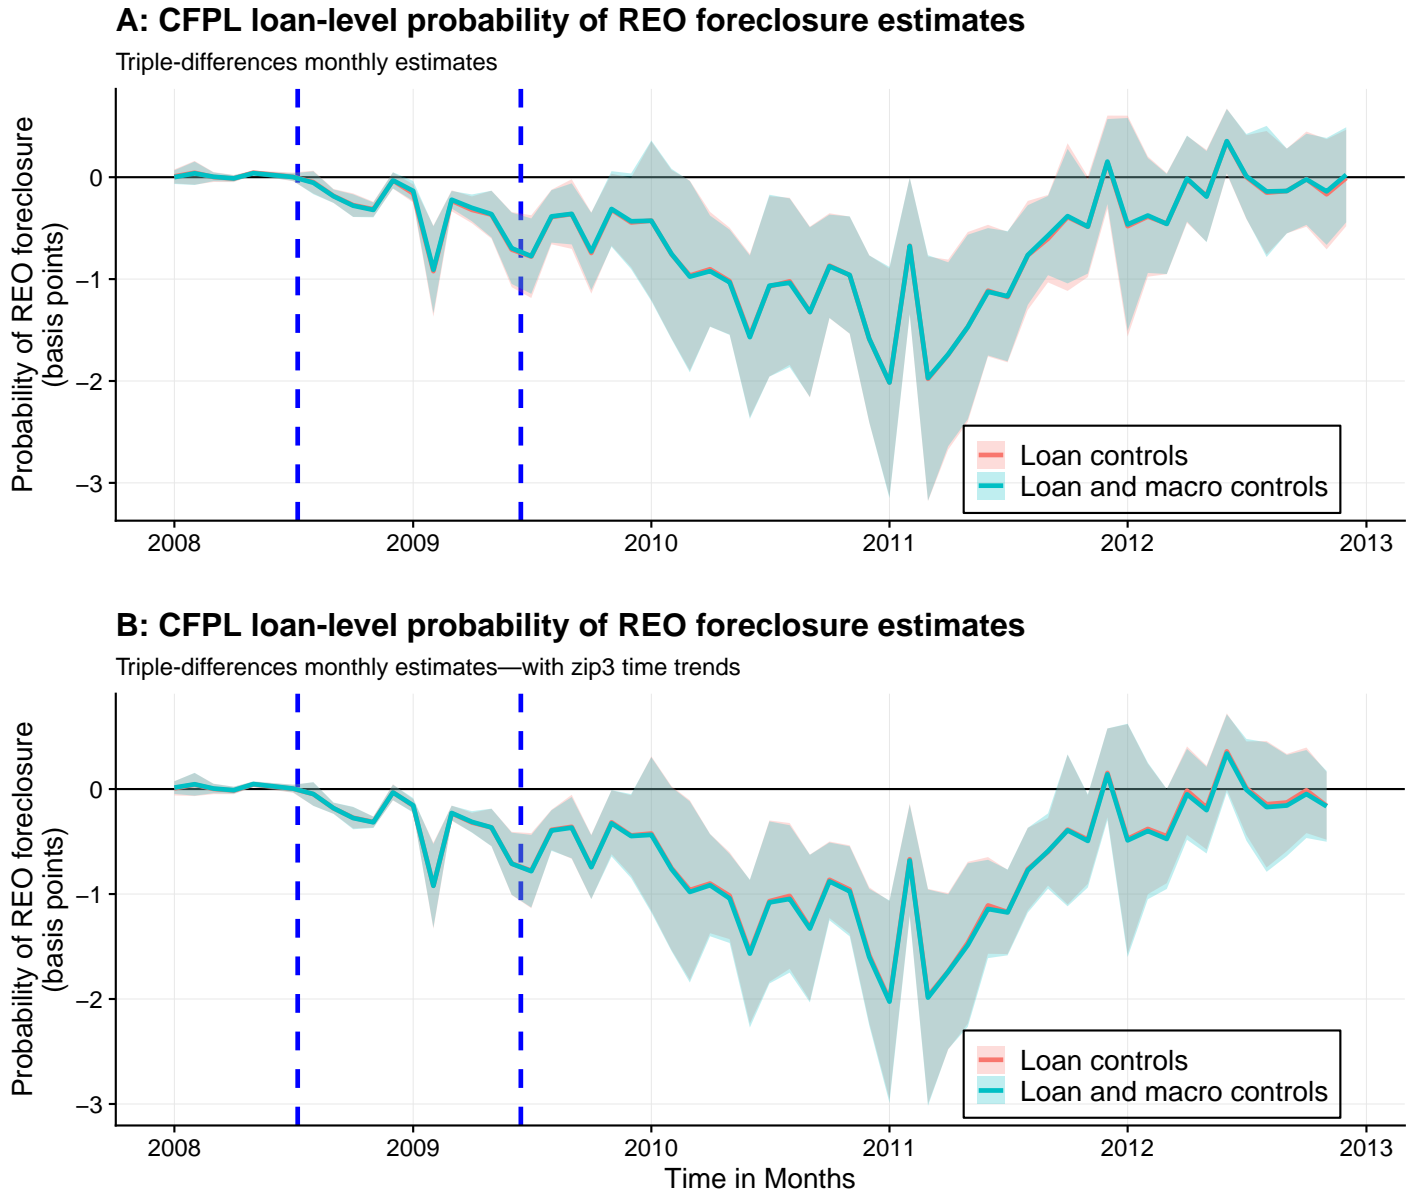 A: CFPL loan-level probability of REO foreclosure estimates
Triple-differences monthly estimates
Probability of REO foreclosure
(basis points)
0
−1
−2
−3
Loan controls
Loan and macro controls
2008 2009 2010 2011 2012 2013
B: CFPL loan-level probability of REO foreclosure estimates
Triple-differences monthly estimates—with zip3 time trends
Probability of REO foreclosure
(basis points)
0
−1
−2
−3
Loan controls
Loan and macro controls
2008 2009 2010 2011 2012 2013
Time in Months